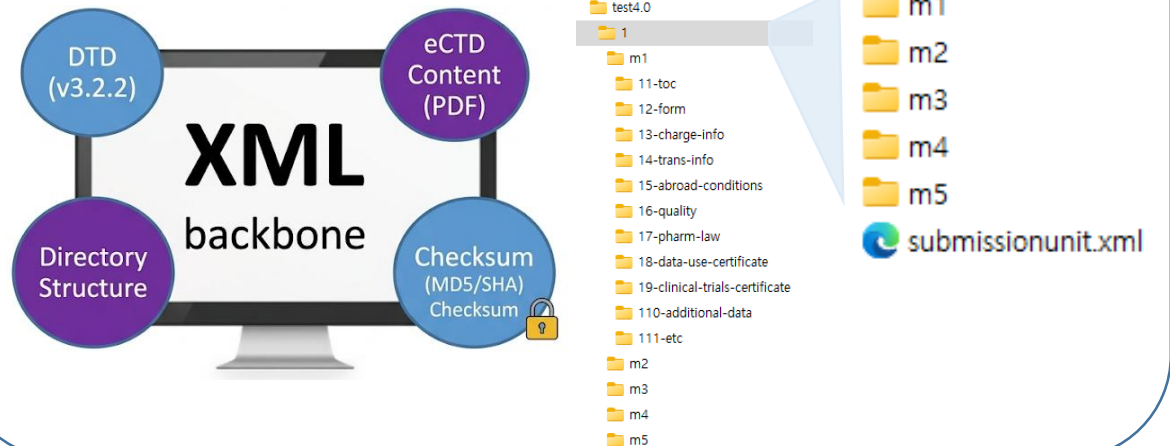 DTD
(v3.2.2)
eCTD
Content
(PDF)
XML
backbone
Directory
Structure
Checksum
(MD5/SHA)
Checksum
test4.0
1
m1
11-toc
12-form
13-charge-info
14-trans-info
15-abroad-conditions
16-quality
17-pharm-law
18-data-use-certificate
19-clinical-trials-certificate
110-additional-data
111-etc
m2
m3
m4
m5
m1
m2
m3
m4
m5
submissionunit.xml